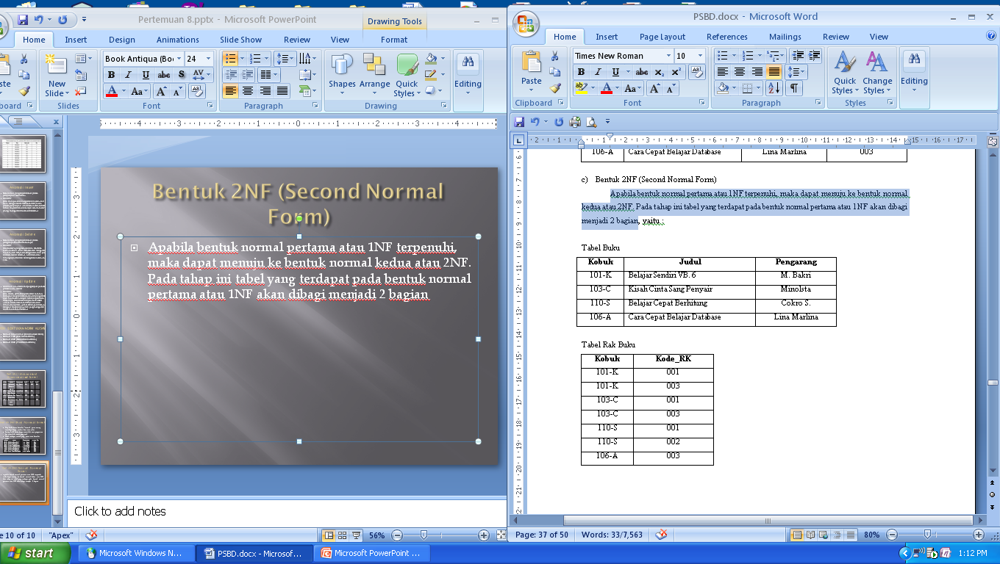 Pertemuan 8.pptx - Microsoft PowerPoint
Drawing Tools
Home Insert Design Animations Slide Show Review View Format
Book Antiqua (Bo 24
New Slide
Shapes Arrange Quick Styles Editing
Slides Font Paragraph Drawing
Bentuk 2NF (Second Normal
Form)
Apabila bentuk normal pertama atau 1NF terpenuhi,
maka dapat menuju ke bentuk normal kedua atau 2NF.
Pada tahap ini tabel yang terdapat pada bentuk normal
pertama atau 1NF akan dibagi menjadi 2 bagian
Click to add notes
10 of 10 "Apex" 56%
PSBD.docx - Microsoft Word
Home Insert Page Layout References Mailings Review View
Times New Roman 10
Paste
Quick Styles Change Styles Editing
Clipboard Font Paragraph Styles
106-A Cara Cepat Belajar Database Lina Marlina 003
c) Bentuk 2NF (Second Normal Form)
Apabila bentuk normal pertama atau 1NF terpenuhi, maka dapat menuju ke bentuk normal
kedua atau 2NF. Pada tahap ini tabel yang terdapat pada bentuk normal pertama atau 1NF akan dibagi
menjadi 2 bagian, yaitu :
Tabel Buku
Kobuk Judul Pengarang
101-K Belajar Sendiri VB. 6 M. Bakri
103-C Kisah Cinta Sang Penyair Minolsta
110-S Belajar Cepat Berhitung Cokro S.
106-A Cara Cepat Belajar Database Lina Marlina
Tabel Rak Buku
Kobuk Kode_RK
101-K 001
101-K 003
103-C 001
103-C 003
110-S 001
110-S 002
106-A 003
Page: 37 of 50 Words: 33/7,563 80%
start Microsoft Windows N... PSBD.docx - Microsof... Microsoft PowerPoint ... 1:12 PM